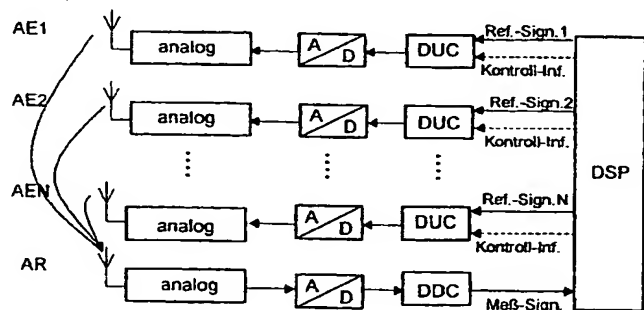 AE1 analog A D DUC Ref.-Sign.1
Kontroll-Inf.
AE2 analog A D DUC Ref.-Sign.2
Kontroll-Inf.
DSP
AEN analog A D DUC Ref.-Sign.N
Kontroll-Inf.
AR analog A D DDC Meß-Sign.